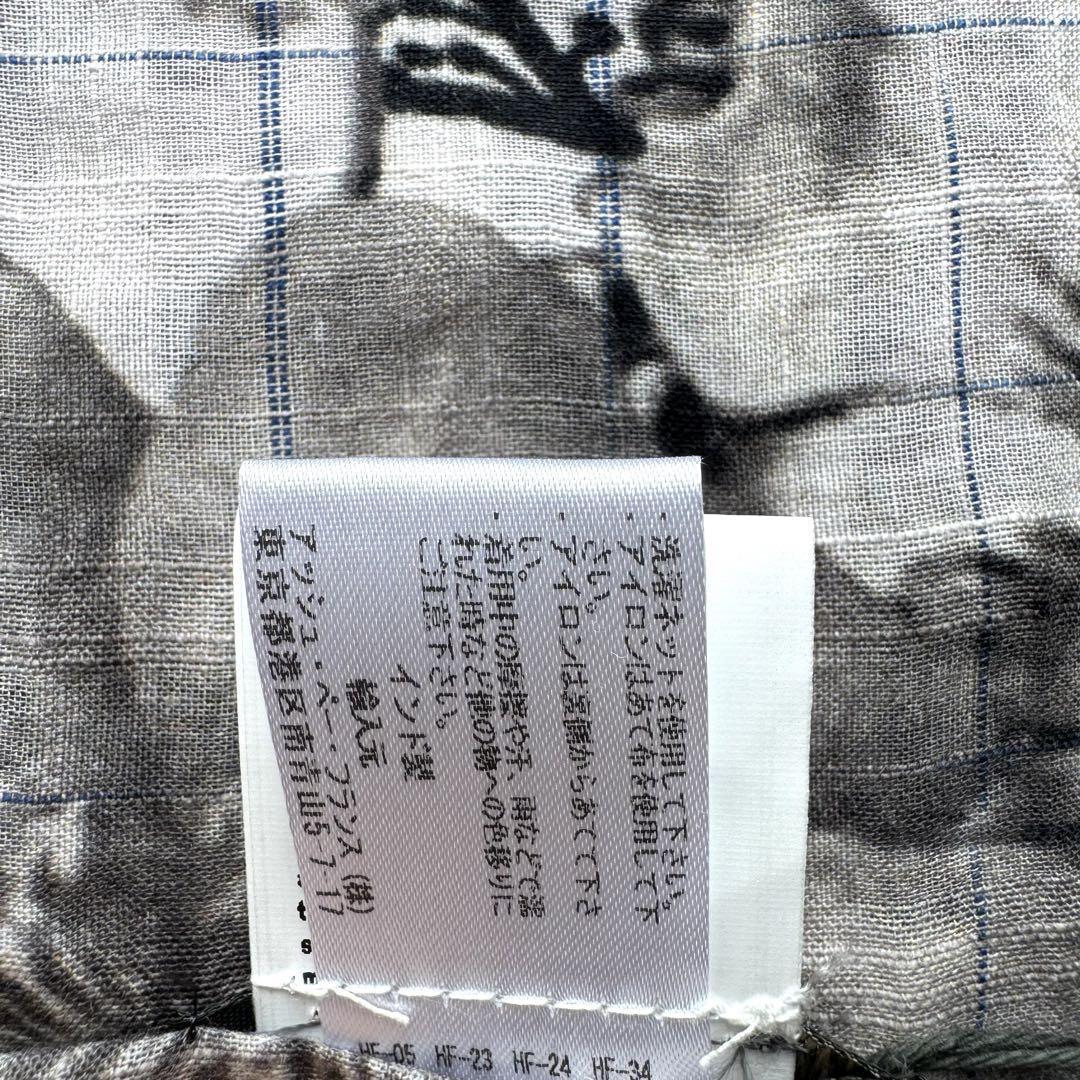 ・洗濯ネットを使用して下さい。
アイロンはあて布を使用して下
さい。
・アイロンは裏側からあてて下さ
い。
・着用中の摩擦や汗、雨などで濡
れた時など他の物への色移りに
ご注意下さい。
インド製
輸入元
アッシュ・ペー・フランス(株)
東京都港区南青山5-7-17
t
s
m
HF-05 HF-23 HF-24 HF-34